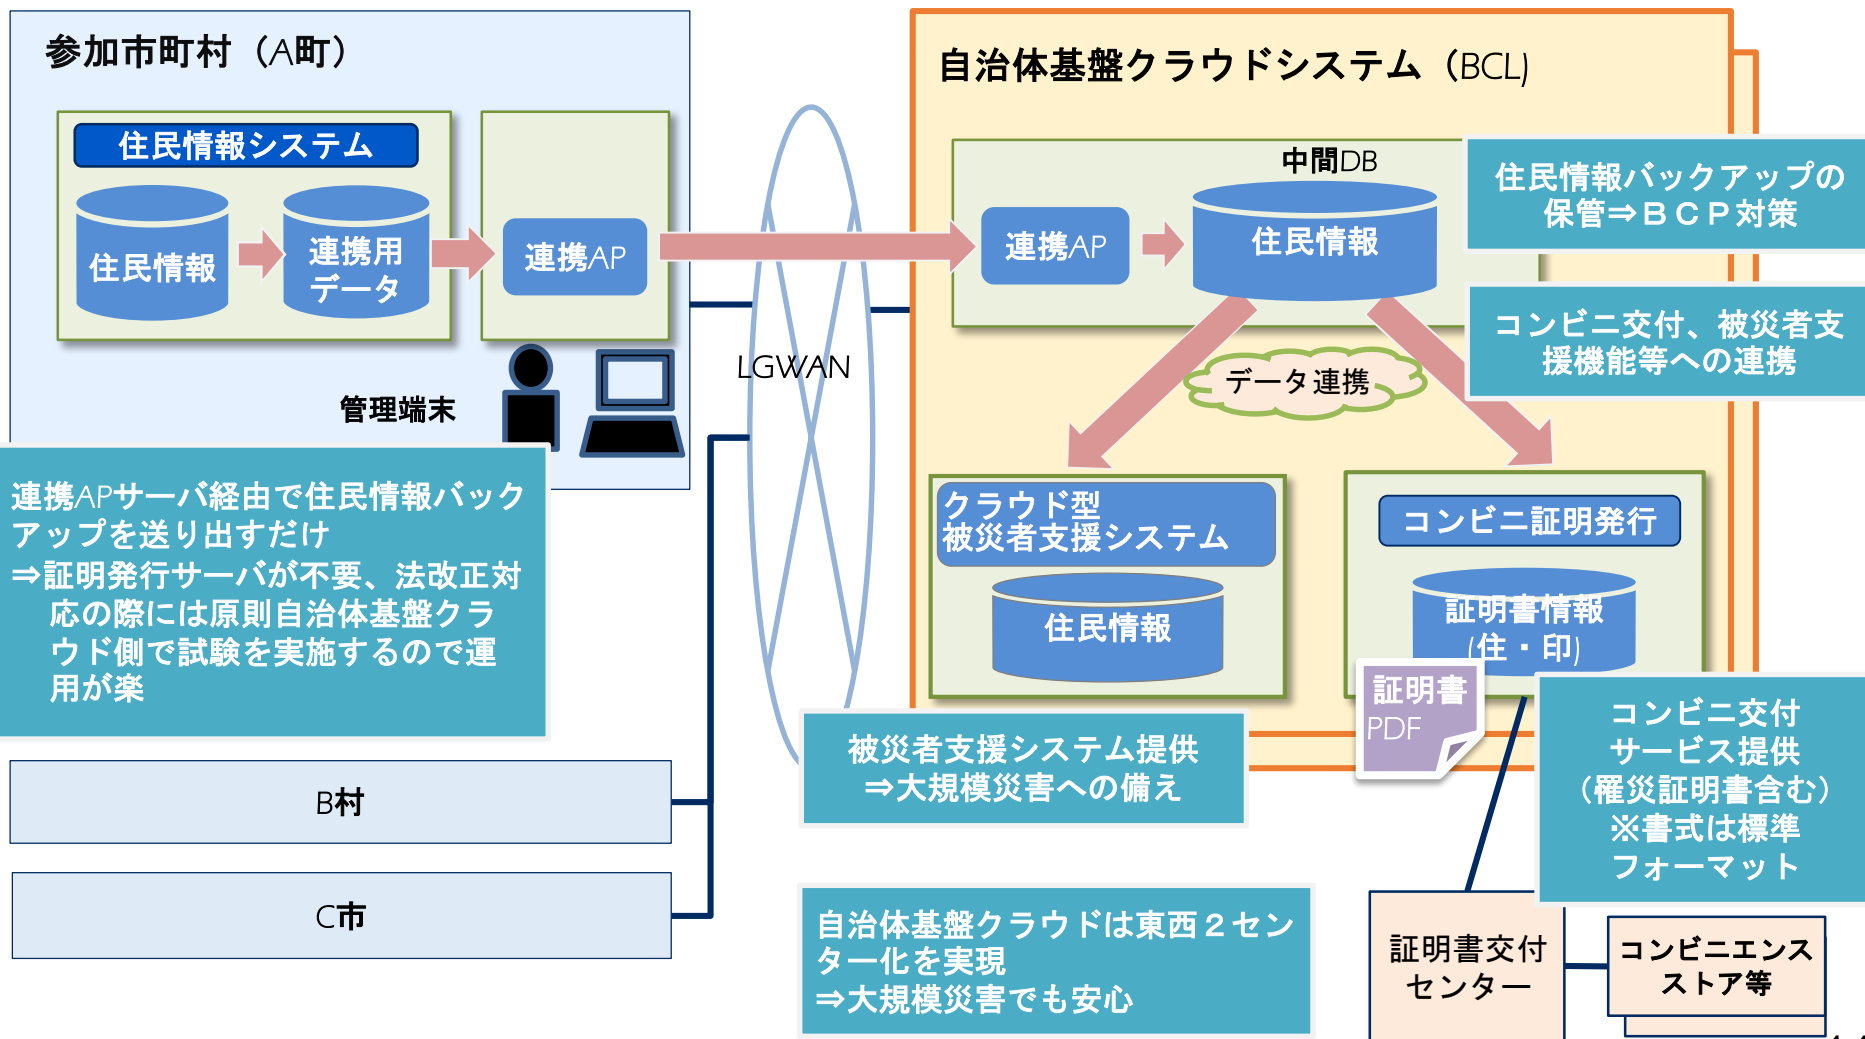 参加市町村（A町）
住民情報システム
住民情報
連携用
データ
連携AP
管理端末
連携APサーバ経由で住民情報バック
アップを送り出すだけ
⇒証明発行サーバが不要、法改正対
応の際には原則自治体基盤クラ
ウド側で試験を実施するので運
用が楽
B村
C市
LGWAN
自治体基盤クラウドシステム（BCL)
中間DB
連携AP
住民情報
住民情報バックアップの
保管⇒ＢＣＰ対策
コンビニ交付、被災者支
援機能等への連携
データ連携
クラウド型
被災者支援システム
住民情報
コンビニ証明発行
証明書情報
(住・印)
証明書
PDF
被災者支援システム提供
⇒大規模災害への備え
コンビニ交付
サービス提供
（罹災証明書含む）
※書式は標準
フォーマット
自治体基盤クラウドは東西２セン
ター化を実現
⇒大規模災害でも安心
証明書交付
センター
コンビニエンス
ストア等